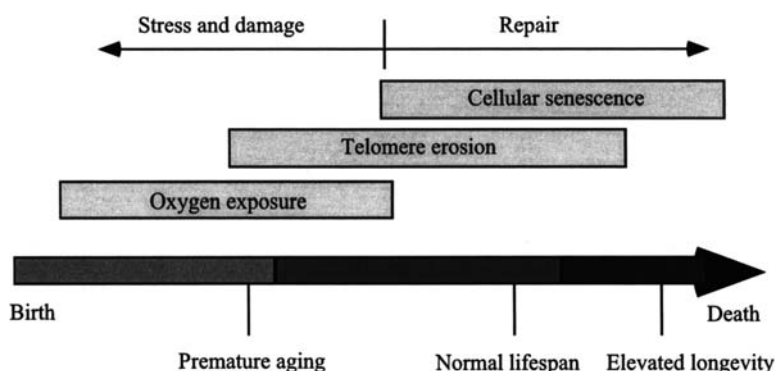 Stress and damage
Repair
Cellular senescence
Telomere erosion
Oxygen exposure
Birth
Death
Premature aging
Normal lifespan
Elevated longevity